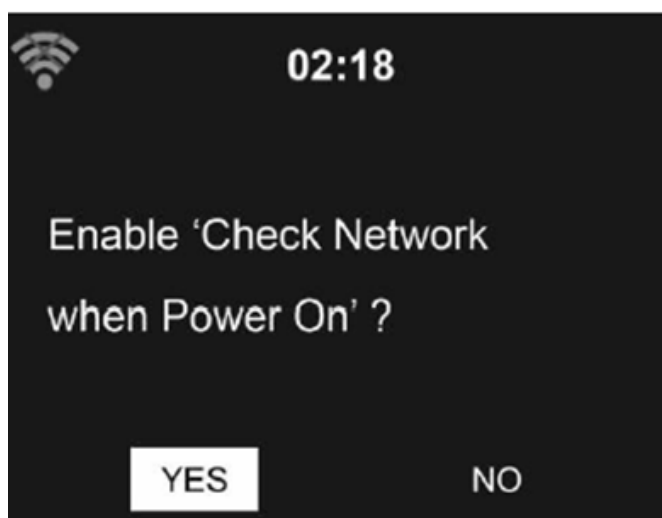 02:18
Enable ‘Check Network
when Power On’ ?
YES NO